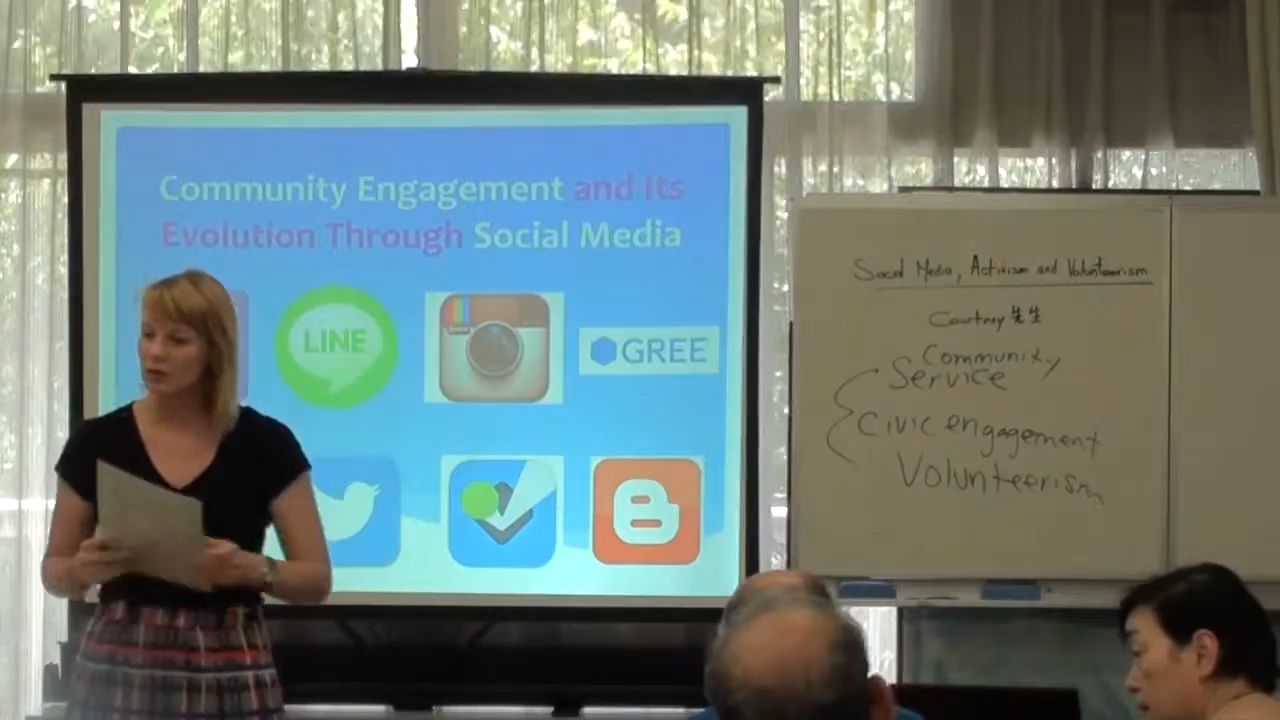 Community Engagement and Its
Evolution Through Social Media
LINE
GREE
Social Media, Activism and Volunteerism
Courtney 先生
Community
Service
Civic engagement
Volunteerism